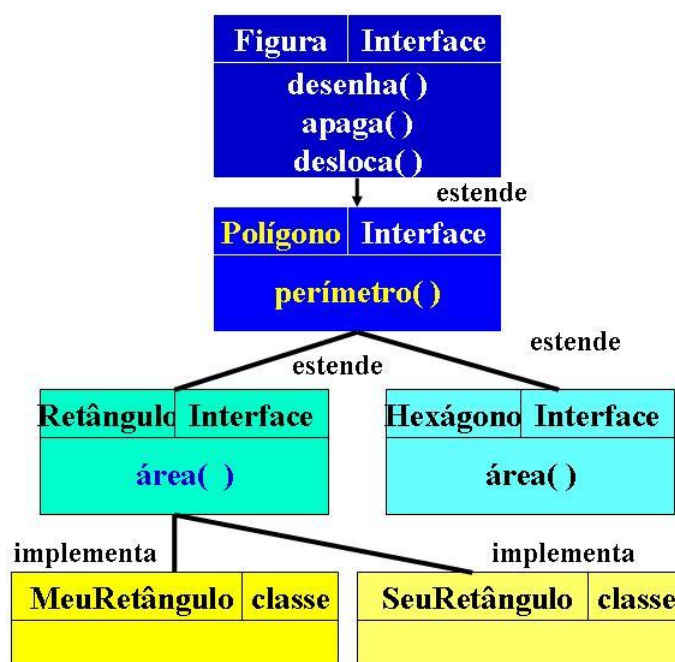 Figura Interface
desenha( )
apaga( )
desloca( )
estende
Polígono Interface
perímetro( )
estende
estende
Retângulo Interface
Hexágono Interface
área(  )
área( )
implementa
implementa
MeuRetângulo classe
SeuRetângulo classe